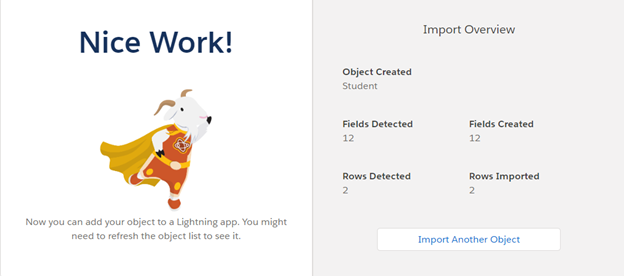 Nice Work!
Now you can add your object to a Lightning app. You might
need to refresh the object list to see it.
Import Overview
Object Created
Student
Fields Detected
12
Fields Created
12
Rows Detected
2
Rows Imported
2
Import Another Object